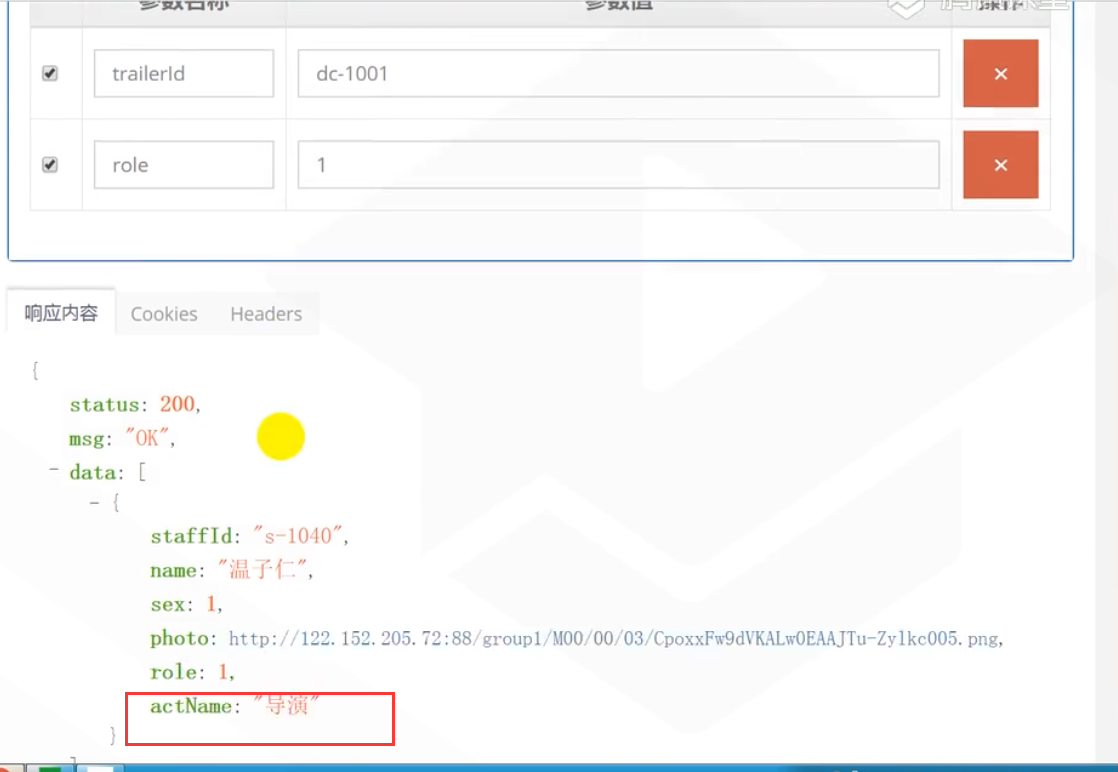 参数名称 参数值 操作
trailerId dc-1001 ×
role 1 ×
响应内容 Cookies Headers
{
status: 200,
msg: "OK",
- data: [
- {
staffId: "s-1040",
name: "温子仁",
sex: 1,
photo: http://122.152.205.72:88/group1/M00/00/03/CpoxxFw9dVKALw0EAAJTu-Zylkc005.png,
role: 1,
actName: "导演"
}
]